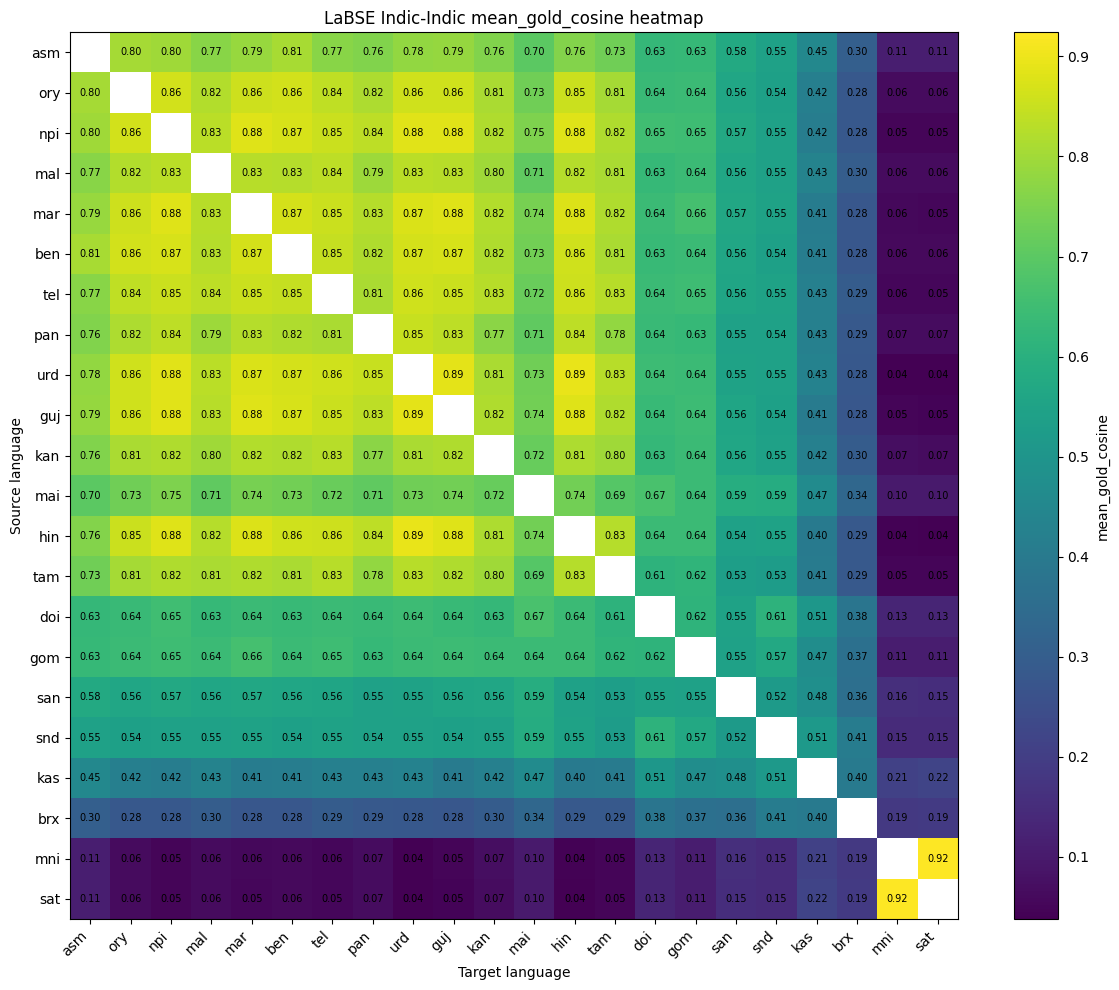 LaBSE Indic-Indic mean_gold_cosine heatmap
asm 0.80 0.80 0.77 0.79 0.81 0.77 0.76 0.78 0.79 0.76 0.70 0.76 0.73 0.63 0.63 0.58 0.55 0.45 0.30 0.11 0.11
ory 0.80 0.86 0.82 0.86 0.86 0.84 0.82 0.86 0.86 0.81 0.73 0.85 0.81 0.64 0.64 0.56 0.54 0.42 0.28 0.06 0.06
npi 0.80 0.86 0.83 0.88 0.87 0.85 0.84 0.88 0.88 0.82 0.75 0.88 0.82 0.65 0.65 0.57 0.55 0.42 0.28 0.05 0.05
mal 0.77 0.82 0.83 0.83 0.83 0.84 0.79 0.83 0.83 0.80 0.71 0.82 0.81 0.63 0.64 0.56 0.55 0.43 0.30 0.06 0.06
mar 0.79 0.86 0.88 0.83 0.87 0.85 0.83 0.87 0.88 0.82 0.74 0.88 0.82 0.64 0.66 0.57 0.55 0.41 0.28 0.06 0.05
ben 0.81 0.86 0.87 0.83 0.87 0.85 0.82 0.87 0.87 0.82 0.73 0.86 0.81 0.63 0.64 0.56 0.54 0.41 0.28 0.06 0.06
tel 0.77 0.84 0.85 0.84 0.85 0.85 0.81 0.86 0.85 0.83 0.72 0.86 0.83 0.64 0.65 0.56 0.55 0.43 0.29 0.06 0.05
pan 0.76 0.82 0.84 0.79 0.83 0.82 0.81 0.85 0.83 0.77 0.71 0.84 0.78 0.64 0.63 0.55 0.54 0.43 0.29 0.07 0.07
urd 0.78 0.86 0.88 0.83 0.87 0.87 0.86 0.85 0.89 0.81 0.73 0.89 0.83 0.64 0.64 0.55 0.55 0.43 0.28 0.04 0.04
guj 0.79 0.86 0.88 0.83 0.88 0.87 0.85 0.83 0.89 0.82 0.74 0.88 0.82 0.64 0.64 0.56 0.54 0.41 0.28 0.05 0.05
kan 0.76 0.81 0.82 0.80 0.82 0.82 0.83 0.77 0.81 0.82 0.72 0.81 0.80 0.63 0.64 0.56 0.55 0.42 0.30 0.07 0.07
mai 0.70 0.73 0.75 0.71 0.74 0.73 0.72 0.71 0.73 0.74 0.72 0.74 0.69 0.67 0.64 0.59 0.59 0.47 0.34 0.10 0.10
hin 0.76 0.85 0.88 0.82 0.88 0.86 0.86 0.84 0.89 0.88 0.81 0.74 0.83 0.64 0.64 0.54 0.55 0.40 0.29 0.04 0.04
tam 0.73 0.81 0.82 0.81 0.82 0.81 0.83 0.78 0.83 0.82 0.80 0.69 0.83 0.61 0.62 0.53 0.53 0.41 0.29 0.05 0.05
doi 0.63 0.64 0.65 0.63 0.64 0.63 0.64 0.64 0.64 0.64 0.63 0.67 0.64 0.61 0.62 0.55 0.61 0.51 0.38 0.13 0.13
gom 0.63 0.64 0.65 0.64 0.66 0.64 0.65 0.63 0.64 0.64 0.64 0.64 0.64 0.62 0.62 0.55 0.57 0.47 0.37 0.11 0.11
san 0.58 0.56 0.57 0.56 0.57 0.56 0.56 0.55 0.55 0.56 0.56 0.59 0.54 0.53 0.55 0.55 0.52 0.48 0.36 0.16 0.15
snd 0.55 0.54 0.55 0.55 0.55 0.54 0.55 0.54 0.55 0.54 0.55 0.59 0.55 0.53 0.61 0.57 0.52 0.51 0.41 0.15 0.15
kas 0.45 0.42 0.42 0.43 0.41 0.41 0.43 0.43 0.43 0.41 0.42 0.47 0.40 0.41 0.51 0.47 0.48 0.51 0.40 0.21 0.22
brx 0.30 0.28 0.28 0.30 0.28 0.28 0.29 0.29 0.28 0.28 0.30 0.34 0.29 0.29 0.38 0.37 0.36 0.41 0.40 0.19 0.19
mni 0.11 0.06 0.05 0.06 0.06 0.06 0.06 0.07 0.04 0.05 0.07 0.10 0.04 0.05 0.13 0.11 0.16 0.15 0.21 0.19 0.92
sat 0.11 0.06 0.05 0.06 0.05 0.06 0.05 0.07 0.04 0.05 0.07 0.10 0.04 0.05 0.13 0.11 0.15 0.15 0.22 0.19 0.92
asm ory npi mal mar ben tel pan urd guj kan mai hin tam doi gom san snd kas brx mni sat
Target language
Source language
0.9
0.8
0.7
0.6
0.5
0.4
0.3
0.2
0.1
mean_gold_cosine